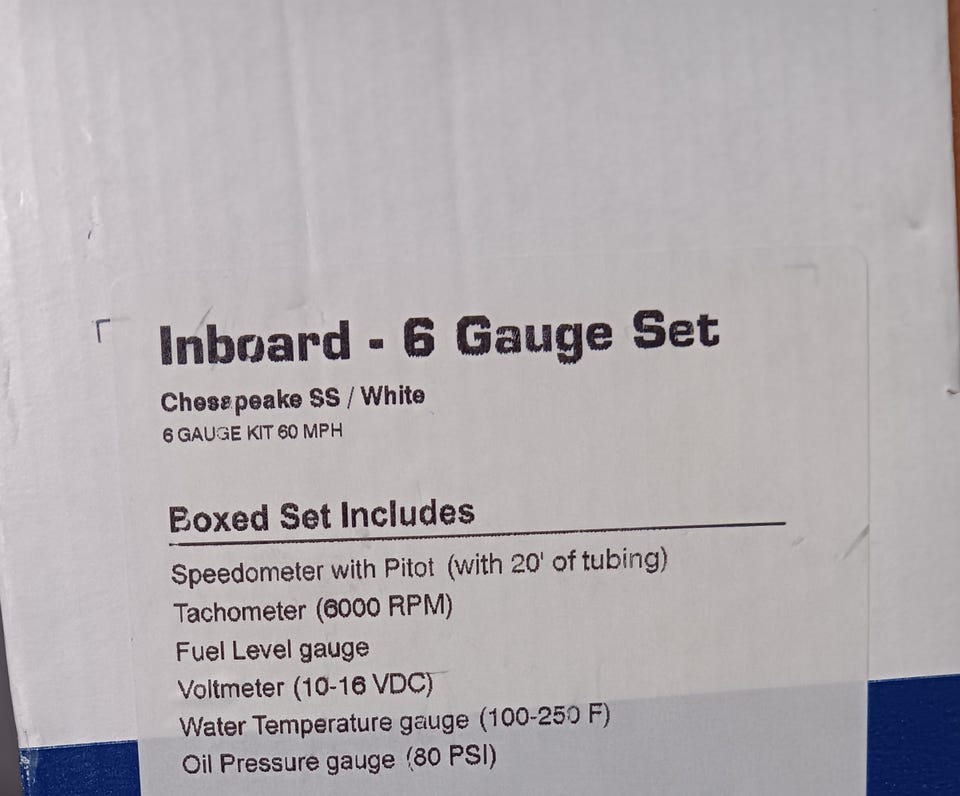 Inboard - 6 Gauge Set
Chesapeake SS / White
6 GAUGE KIT 60 MPH
Boxed Set Includes
Speedometer with Pitot (with 20' of tubing)
Tachometer (6000 RPM)
Fuel Level gauge
Voltmeter (10-16 VDC)
Water Temperature gauge (100-250 F)
Oil Pressure gauge (80 PSI)